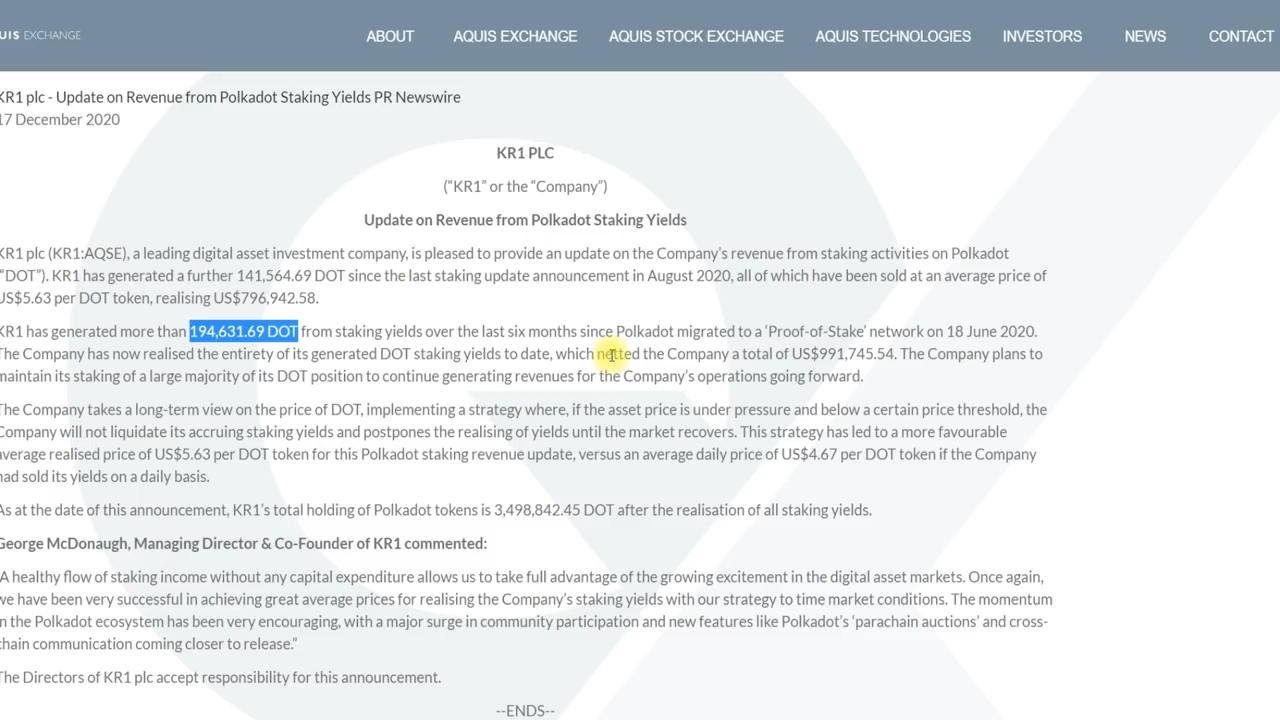 UIS EXCHANGE
ABOUT AQUIS EXCHANGE AQUIS STOCK EXCHANGE AQUIS TECHNOLOGIES INVESTORS NEWS CONTACT
KR1 plc - Update on Revenue from Polkadot Staking Yields PR Newswire
17 December 2020
KR1 PLC
(“KR1” or the “Company”)
Update on Revenue from Polkadot Staking Yields
KR1 plc (KR1:AQSE), a leading digital asset investment company, is pleased to provide an update on the Company’s revenue from staking activities on Polkadot
“DOT”). KR1 has generated a further 141,564.69 DOT since the last staking update announcement in August 2020, all of which have been sold at an average price of
US$5.63 per DOT token, realising US$796,942.58.
KR1 has generated more than 194,631.69 DOT from staking yields over the last six months since Polkadot migrated to a ‘Proof-of-Stake’ network on 18 June 2020.
The Company has now realised the entirety of its generated DOT staking yields to date, which netted the Company a total of US$991,745.54. The Company plans to
maintain its staking of a large majority of its DOT position to continue generating revenues for the Company’s operations going forward.
The Company takes a long-term view on the price of DOT, implementing a strategy where, if the asset price is under pressure and below a certain price threshold, the
Company will not liquidate its accruing staking yields and postpones the realising of yields until the market recovers. This strategy has led to a more favourable
average realised price of US$5.63 per DOT token for this Polkadot staking revenue update, versus an average daily price of US$4.67 per DOT token if the Company
had sold its yields on a daily basis.
As at the date of this announcement, KR1’s total holding of Polkadot tokens is 3,498,842.45 DOT after the realisation of all staking yields.
George McDonaugh, Managing Director & Co-Founder of KR1 commented:
“A healthy flow of staking income without any capital expenditure allows us to take full advantage of the growing excitement in the digital asset markets. Once again,
we have been very successful in achieving great average prices for realising the Company’s staking yields with our strategy to time market conditions. The momentum
in the Polkadot ecosystem has been very encouraging, with a major surge in community participation and new features like Polkadot’s ‘parachain auctions’ and cross-
chain communication coming closer to release.”
The Directors of KR1 plc accept responsibility for this announcement.
--ENDS--